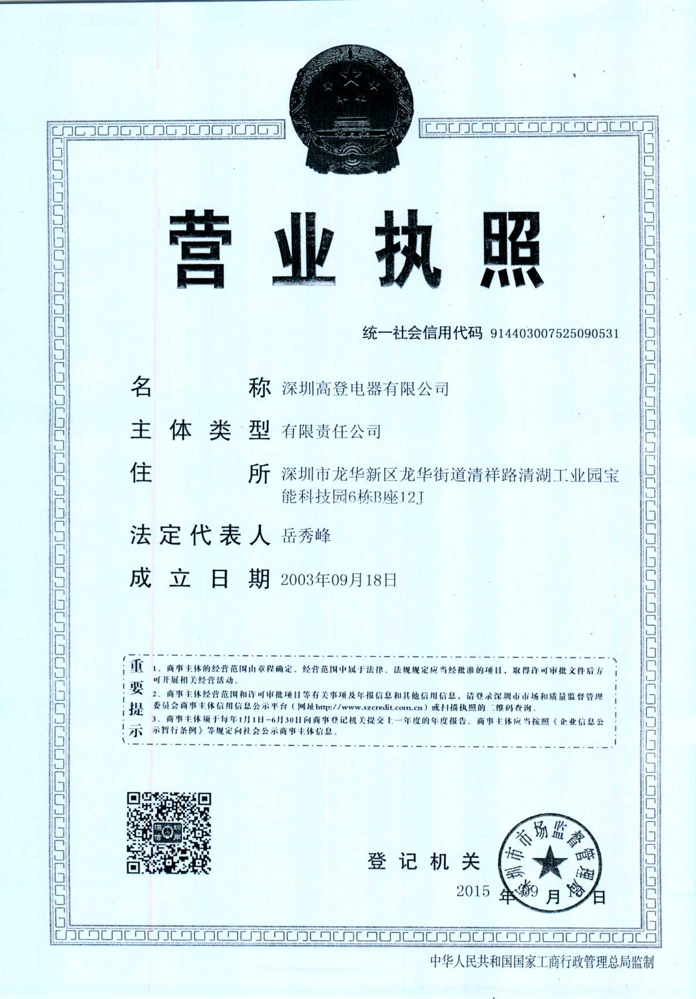 营业执照
统一社会信用代码 914403007525090531
名称 深圳高登电器有限公司
主体类型 有限责任公司
住所 深圳市龙华新区龙华街道清祥路清湖工业园宝
能科技园6栋B座12J
法定代表人 岳秀峰
成立日期 2003年09月18日
重要提示
1、商事主体的经营范围由章程确定。经营范围中属于法律、法规规定应当经批准的项目，取得许可审批文件后方
可开展相关经营活动。
2、商事主体经营范围和许可审批项目等有关事项及年报信息和其他信用信息，请登录深圳市市场和质量监督管理
委员会商事主体信用信息公示平台（网址http://www.szcredit.com.cn）或扫描执照的二维码查询。
3、商事主体须于每年1月1日-6月30日向商事登记机关提交上一年度的年度报告。商事主体应当按照《企业信息公
示暂行条例》等规定向社会公示商事主体信息。
深圳
信用
深圳市市场监督管理局
登记机关
2015 年 09 月 日
中华人民共和国国家工商行政管理总局监制